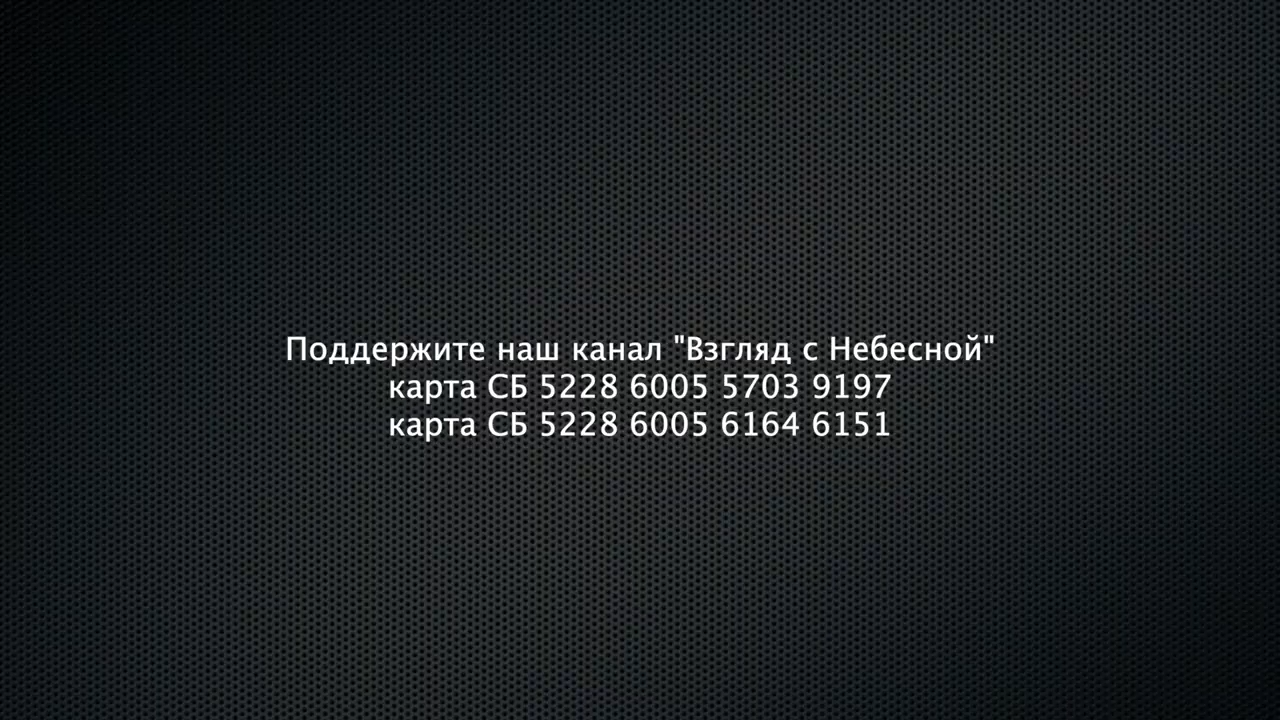 Поддержите наш канал "Взгляд с Небесной"
карта СБ 5228 6005 5703 9197
карта СБ 5228 6005 6164 6151